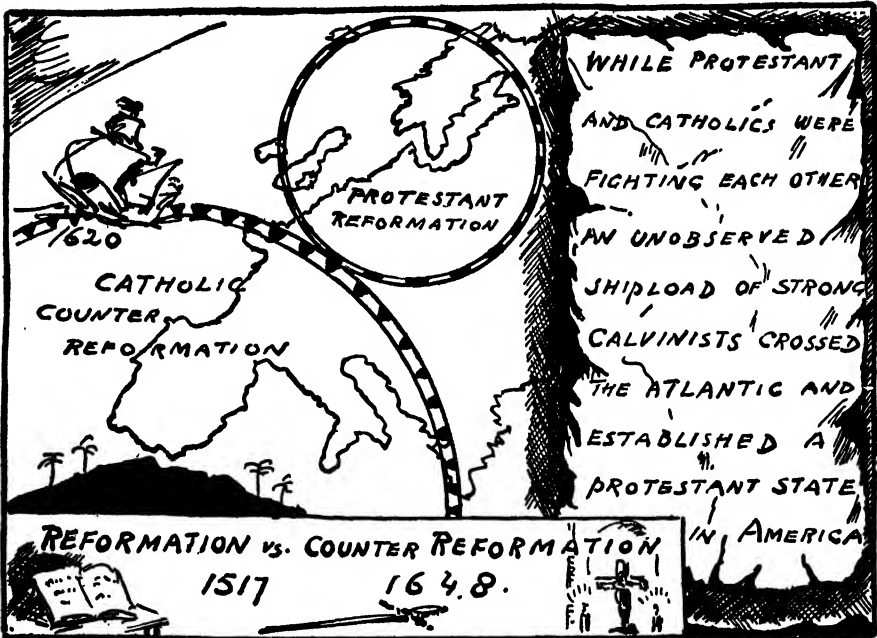 PROTESTANT
REFORMATION
1620
CATHOLIC
COUNTER
REFORMATION
WHILE PROTESTANT
AND CATHOLICS WERE
FIGHTING EACH OTHER
AN UNOBSERVED
SHIPLOAD OF STRONG
CALVINISTS CROSSED
THE ATLANTIC AND
ESTABLISHED A
PROTESTANT STATE
IN AMERICA
REFORMATION VS. COUNTER REFORMATION
1517 1648.